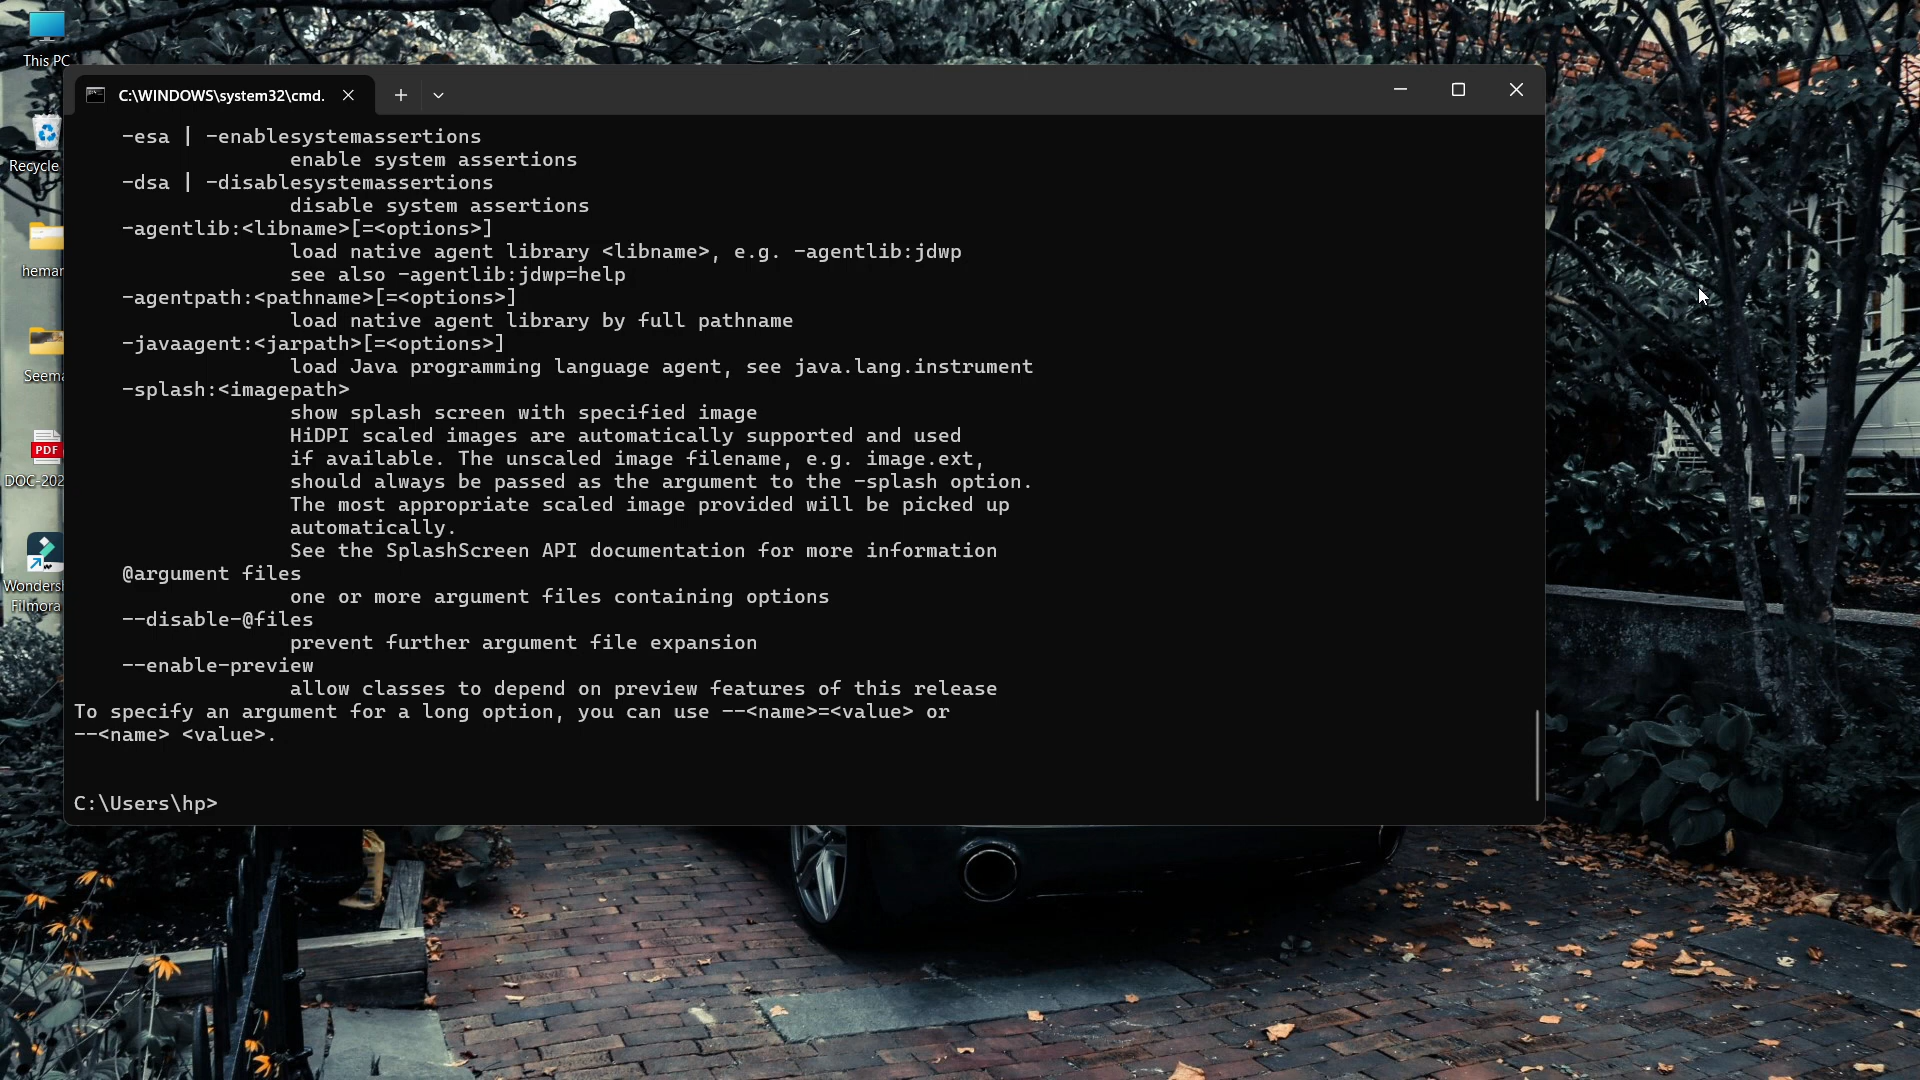 This PC
C:\WINDOWS\system32\cmd.
Recycle
heman
Seema
PDF
DOC-202
Wondersh
Filmora
-esa | -enablesystemassertions
enable system assertions
-dsa | -disablesystemassertions
disable system assertions
-agentlib:<libname>[=<options>]
load native agent library <libname>, e.g. -agentlib:jdwp
see also -agentlib:jdwp=help
-agentpath:<pathname>[=<options>]
load native agent library by full pathname
-javaagent:<jarpath>[=<options>]
load Java programming language agent, see java.lang.instrument
-splash:<imagepath>
show splash screen with specified image
HiDPI scaled images are automatically supported and used
if available. The unscaled image filename, e.g. image.ext,
should always be passed as the argument to the -splash option.
The most appropriate scaled image provided will be picked up
automatically.
See the SplashScreen API documentation for more information
@argument files
one or more argument files containing options
--disable-@files
prevent further argument file expansion
--enable-preview
allow classes to depend on preview features of this release
To specify an argument for a long option, you can use --<name>=<value> or
--<name> <value>.
C:\Users\hp>